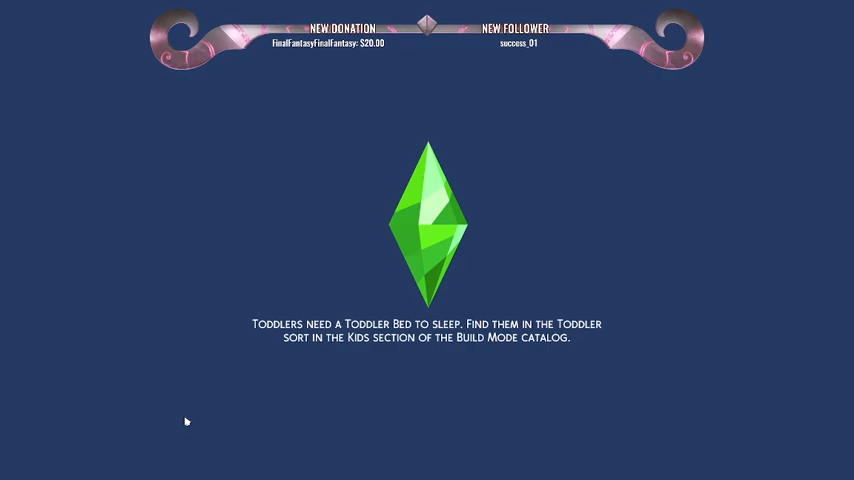 NEW DONATION NEW FOLLOWER
FinalFantasyFinalFantasy: $20.00 success_01
Toddlers need a Toddler Bed to sleep. Find them in the Toddler
sort in the Kids section of the Build Mode catalog.